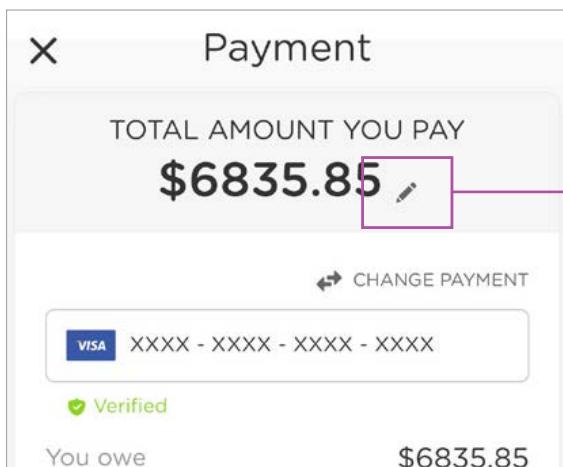 Payment
TOTAL AMOUNT YOU PAY
$6835.85
CHANGE PAYMENT
VISA XXXX - XXXX - XXXX - XXXX
Verified
You owe $6835.85